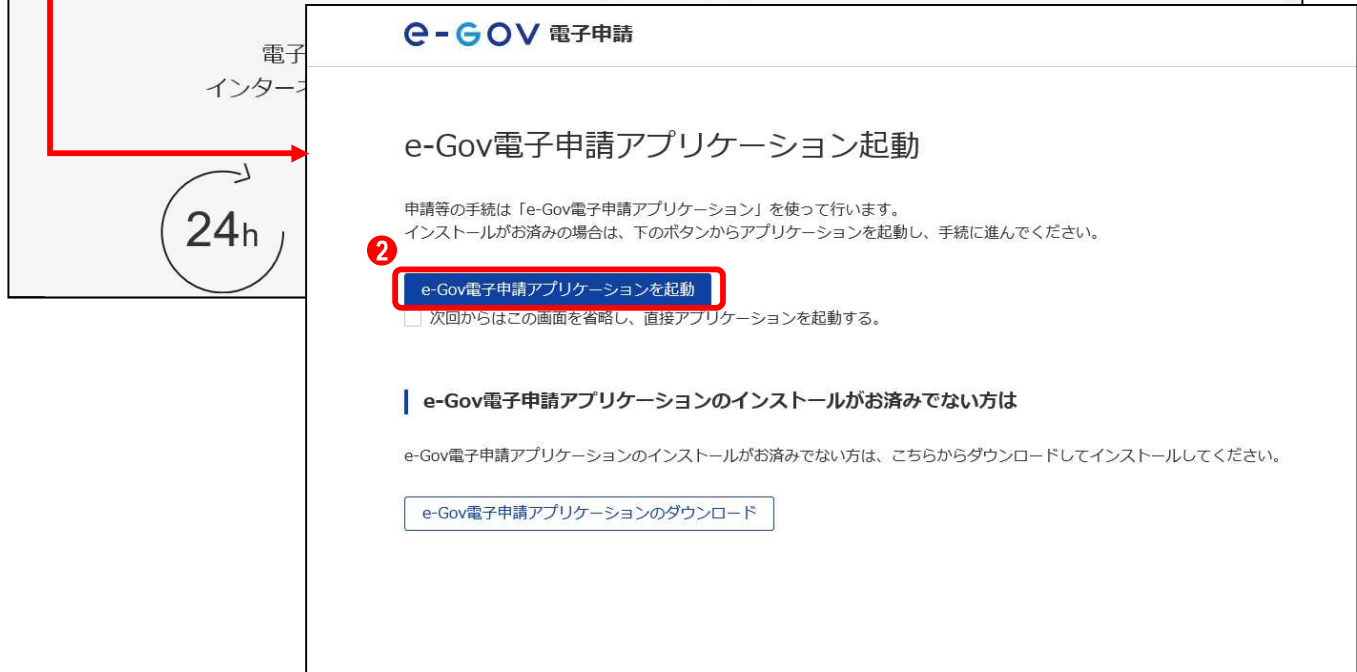 電子
インター
24h
e-GOV 電子申請
e-Gov電子申請アプリケーション起動
申請等の手続は「e-Gov電子申請アプリケーション」を使って行います。
インストールがお済みの場合は、下のボタンからアプリケーションを起動し、手続に進んでください。
2
e-Gov電子申請アプリケーションを起動
次回からはこの画面を省略し、直接アプリケーションを起動する。
e-Gov電子申請アプリケーションのインストールがお済みでない方は
e-Gov電子申請アプリケーションのインストールがお済みでない方は、こちらからダウンロードしてインストールしてください。
e-Gov電子申請アプリケーションのダウンロード